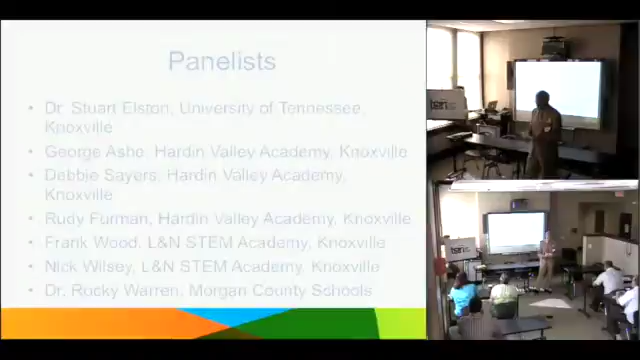 Panelists
• Dr. Stuart Elston, University of Tennessee,
Knoxville
• George Ashe, Hardin Valley Academy, Knoxville
• Debbie Sayers, Hardin Valley Academy,
Knoxville
• Rudy Furman, Hardin Valley Academy, Knoxville
• Frank Wood, L&N STEM Academy, Knoxville
• Nick Wilsey, L&N STEM Academy, Knoxville
• Dr. Rocky Warren, Morgan County Schools